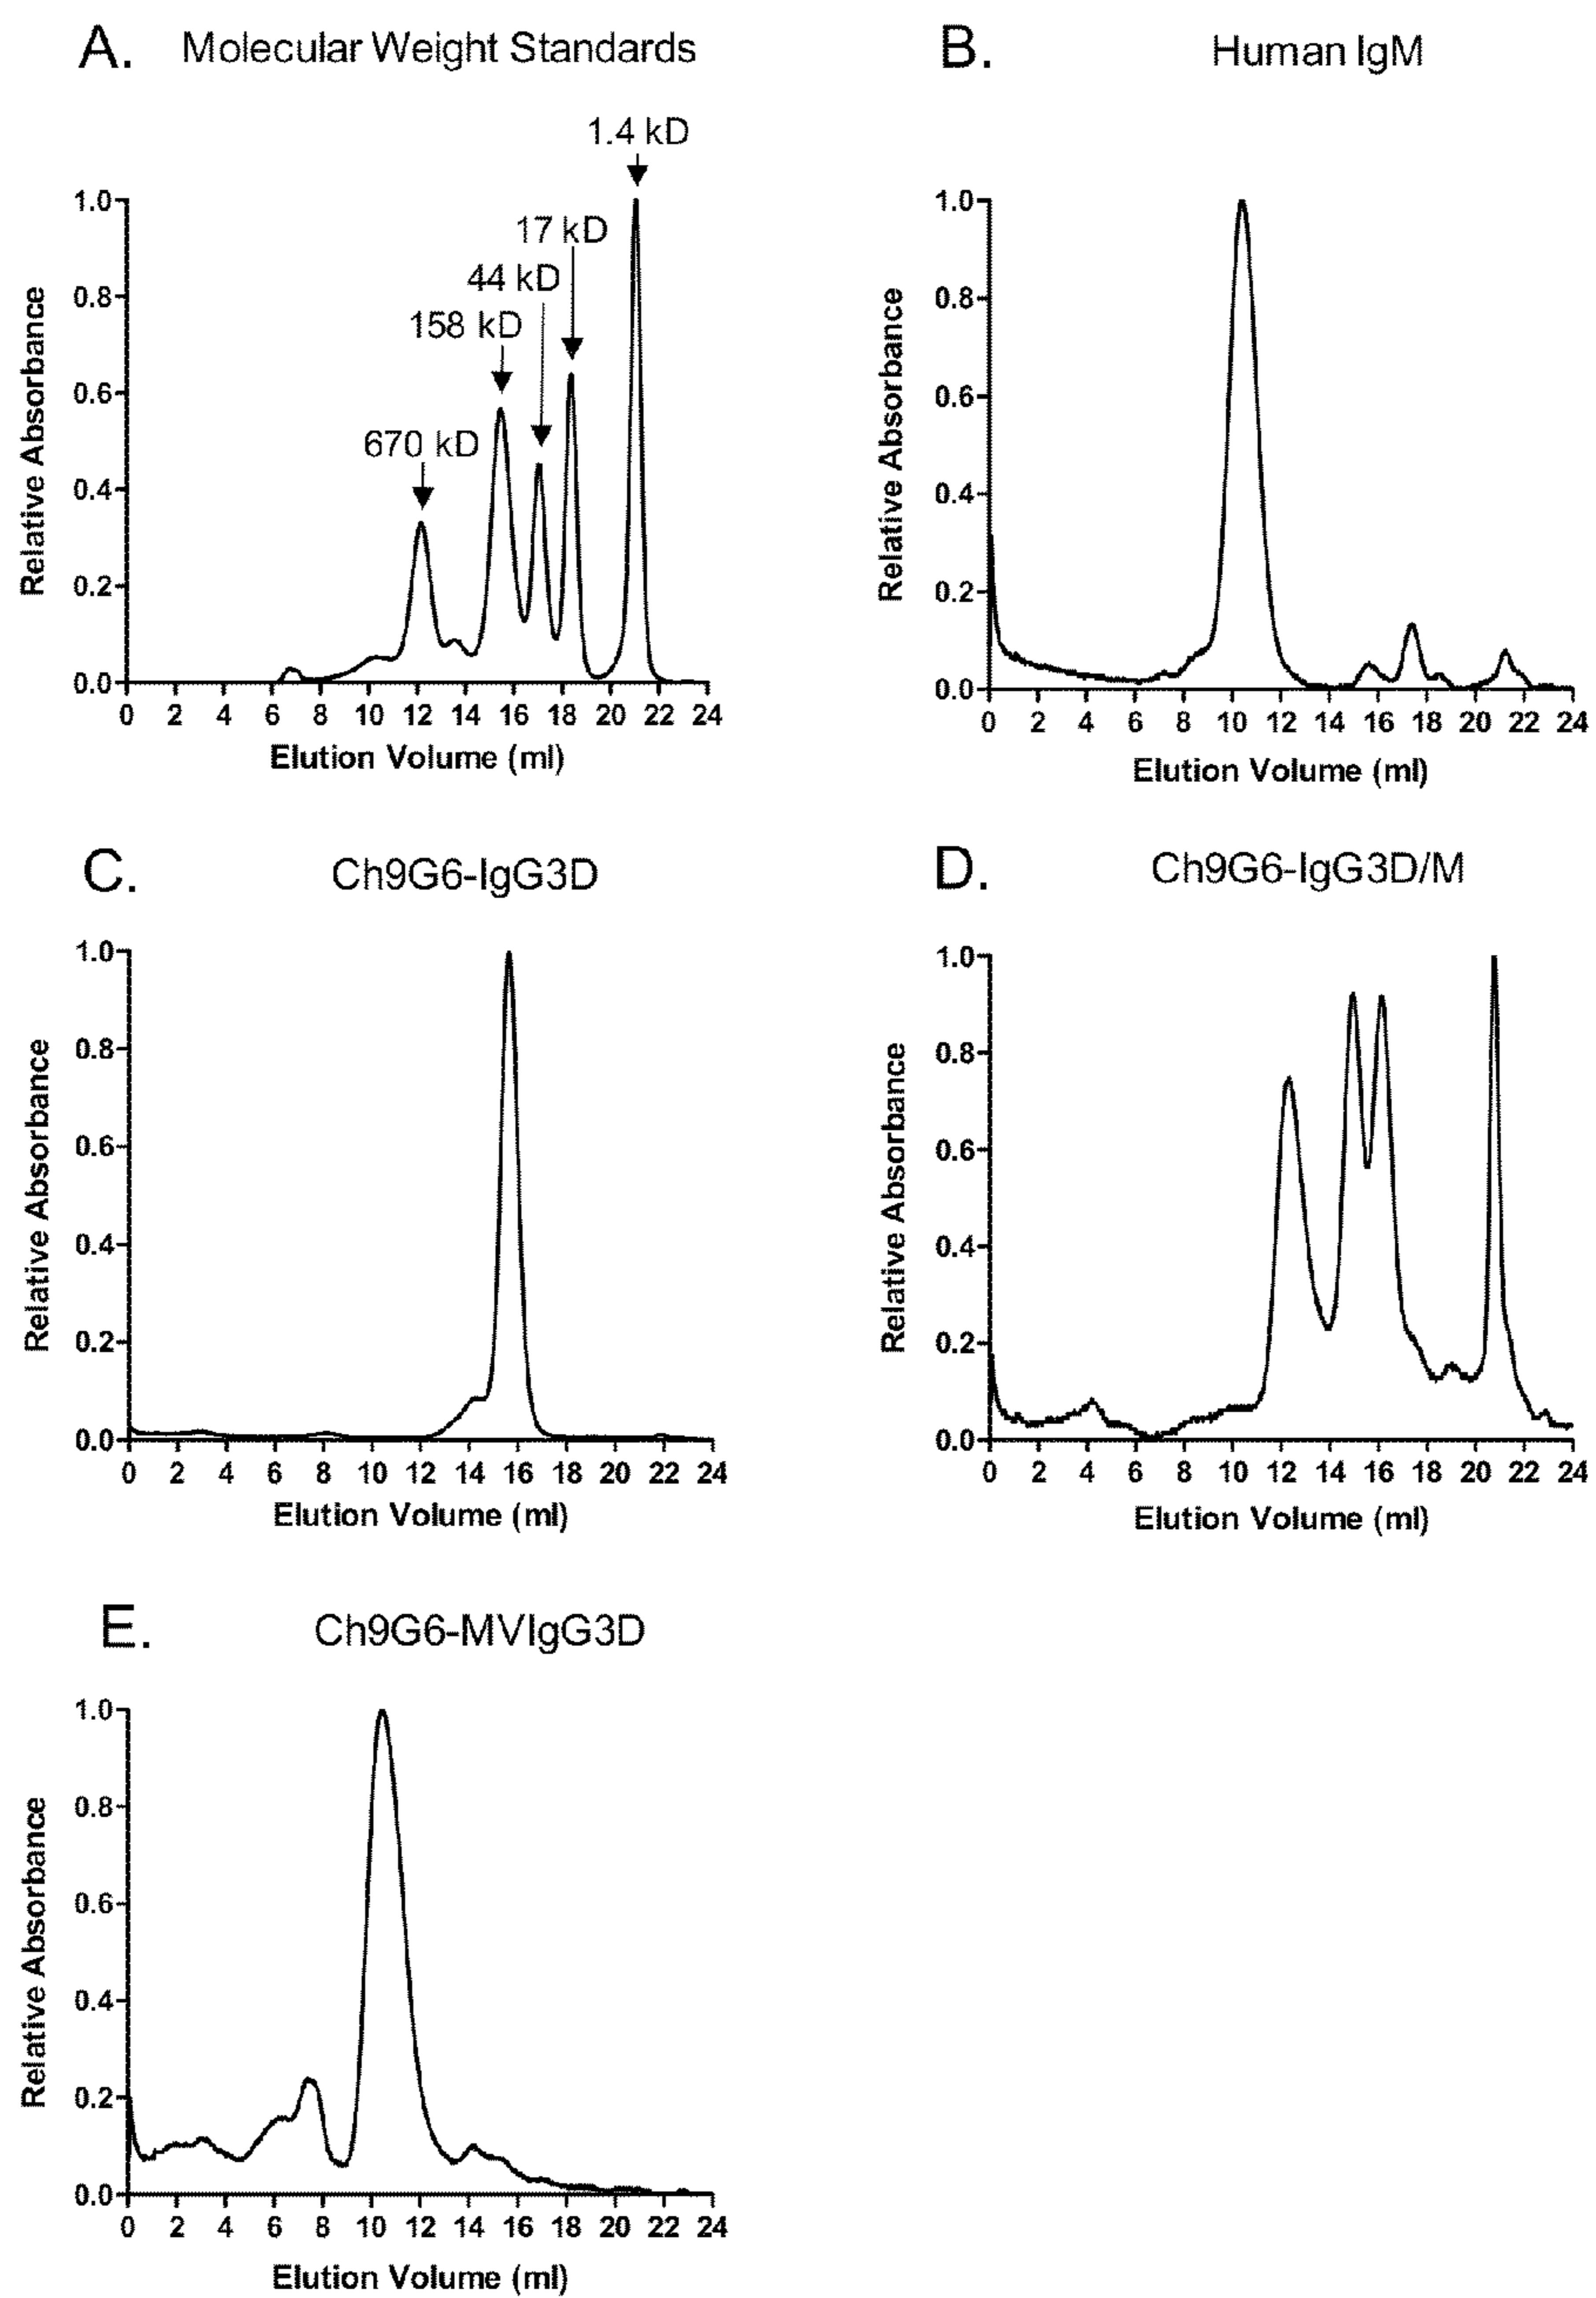 A. Molecular Weight Standards
1.4 kD
17 kD
44 kD
158 kD
670 kD
Relative Absorbance
1.0
0.8
0.6
0.4
0.2
0.0
0 2 4 6 8 10 12 14 16 18 20 22 24
Elution Volume (ml)
B. Human IgM
Relative Absorbance
1.0
0.8
0.6
0.4
0.2
0.0
0 2 4 6 8 10 12 14 16 18 20 22 24
Elution Volume (ml)
C. Ch9G6-IgG3D
Relative Absorbance
1.0
0.8
0.6
0.4
0.2
0.0
0 2 4 6 8 10 12 14 16 18 20 22 24
Elution Volume (ml)
D. Ch9G6-IgG3D/M
Relative Absorbance
1.0
0.8
0.6
0.4
0.2
0.0
0 2 4 6 8 10 12 14 16 18 20 22 24
Elution Volume (ml)
E. Ch9G6-MVIgG3D
Relative Absorbance
1.0
0.8
0.6
0.4
0.2
0.0
0 2 4 6 8 10 12 14 16 18 20 22 24
Elution Volume (ml)